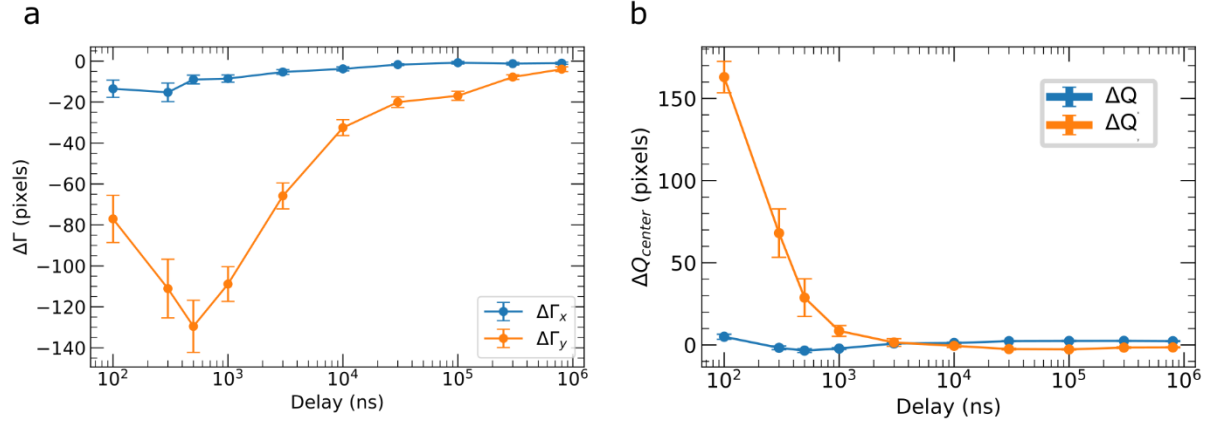 a
0
−20
−40
−60
−80
−100
−120
−140
ΔΓ (pixels)
ΔΓx
ΔΓy
10² 10³ 10⁴ 10⁵ 10⁶
Delay (ns)
b
150
100
50
0
ΔQcenter (pixels)
ΔQ
ΔQ
10² 10³ 10⁴ 10⁵ 10⁶
Delay (ns)